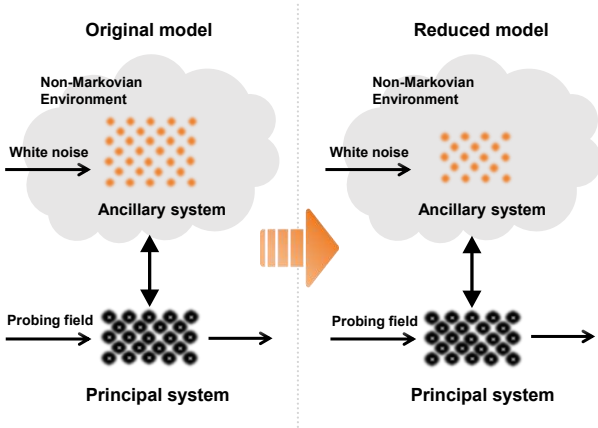 Original model
Non-Markovian
Environment
White noise
Ancillary system
Probing field
Principal system
Reduced model
Non-Markovian
Environment
White noise
Ancillary system
Probing field
Principal system